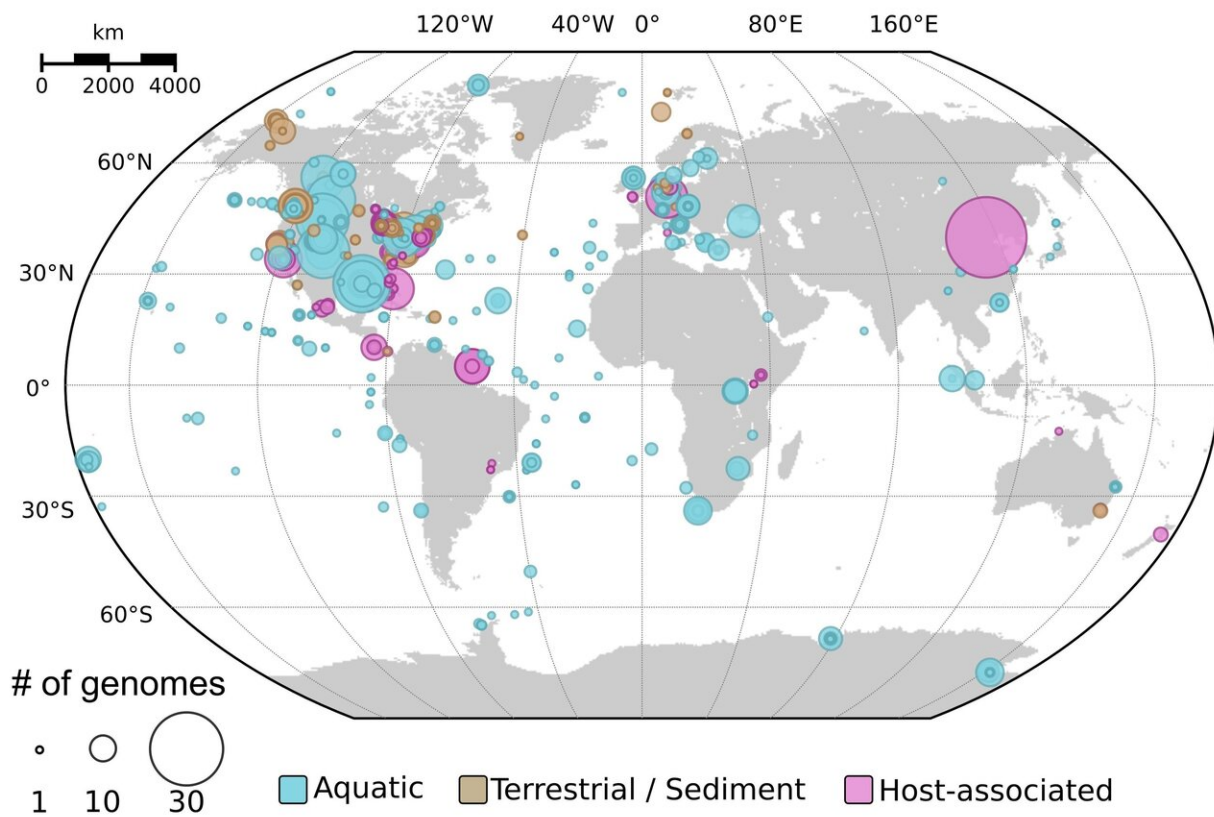 km
0 2000 4000
120°W 40°W 0° 80°E 160°E
60°N
30°N
0°
30°S
60°S
# of genomes
1 10 30
Aquatic Terrestrial / Sediment Host-associated